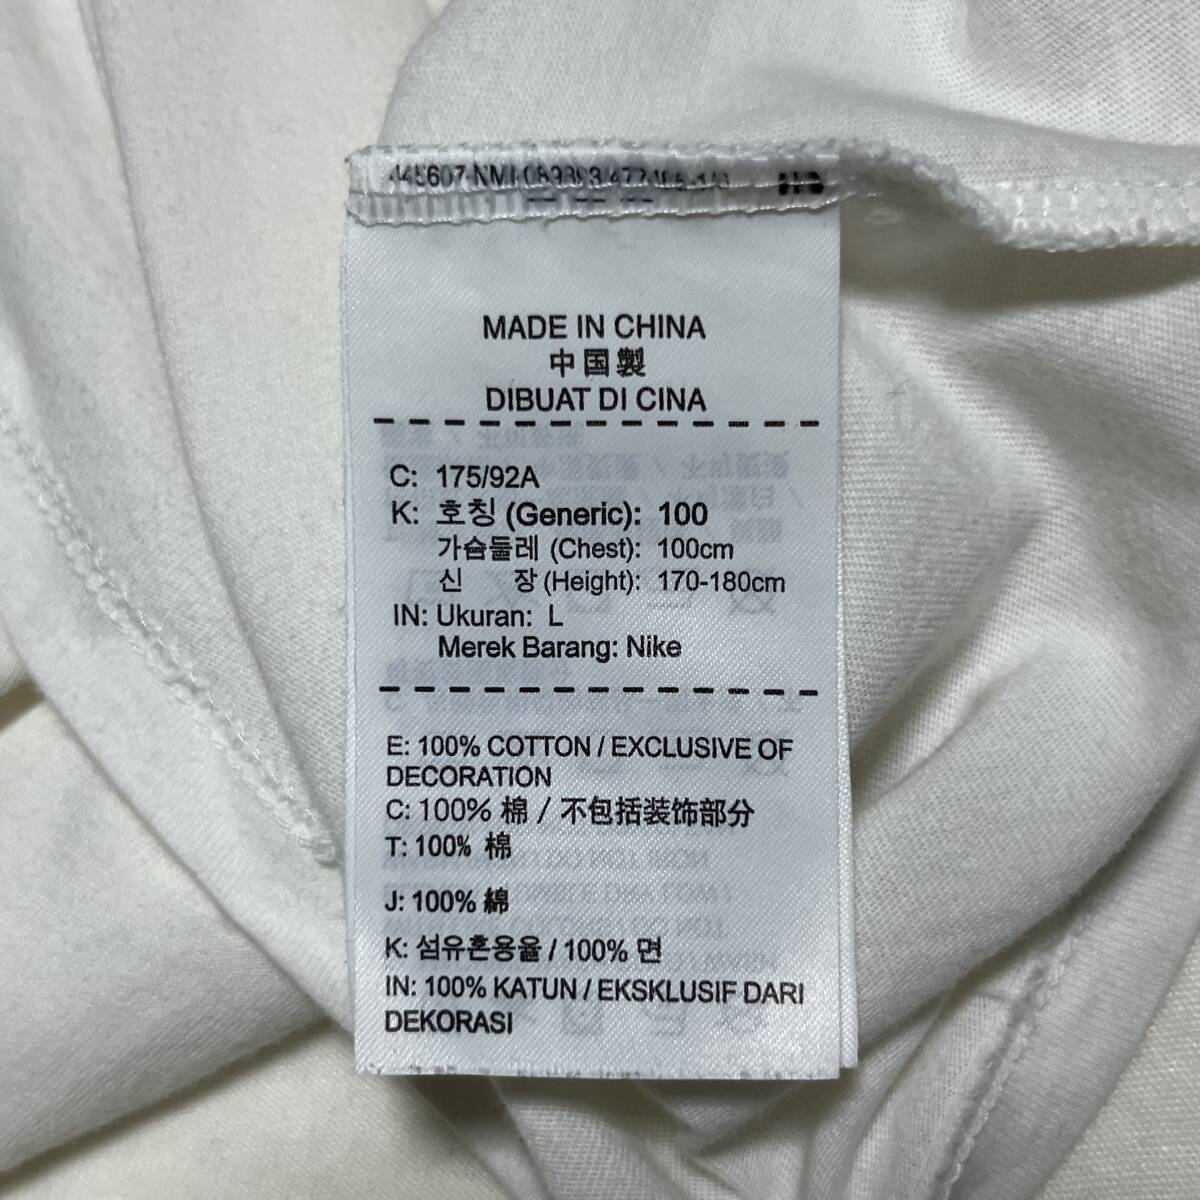 MADE IN CHINA
中国製
DIBUAT DI CINA
C: 175/92A
K: 호칭 (Generic): 100
가슴둘레 (Chest): 100cm
신 장 (Height): 170-180cm
IN: Ukuran: L
Merek Barang: Nike
E: 100% COTTON / EXCLUSIVE OF
DECORATION
C: 100% 棉 / 不包括装饰部分
T: 100% 棉
J: 100% 綿
K: 섬유혼용율 / 100% 면
IN: 100% KATUN / EKSKLUSIF DARI
DEKORASI